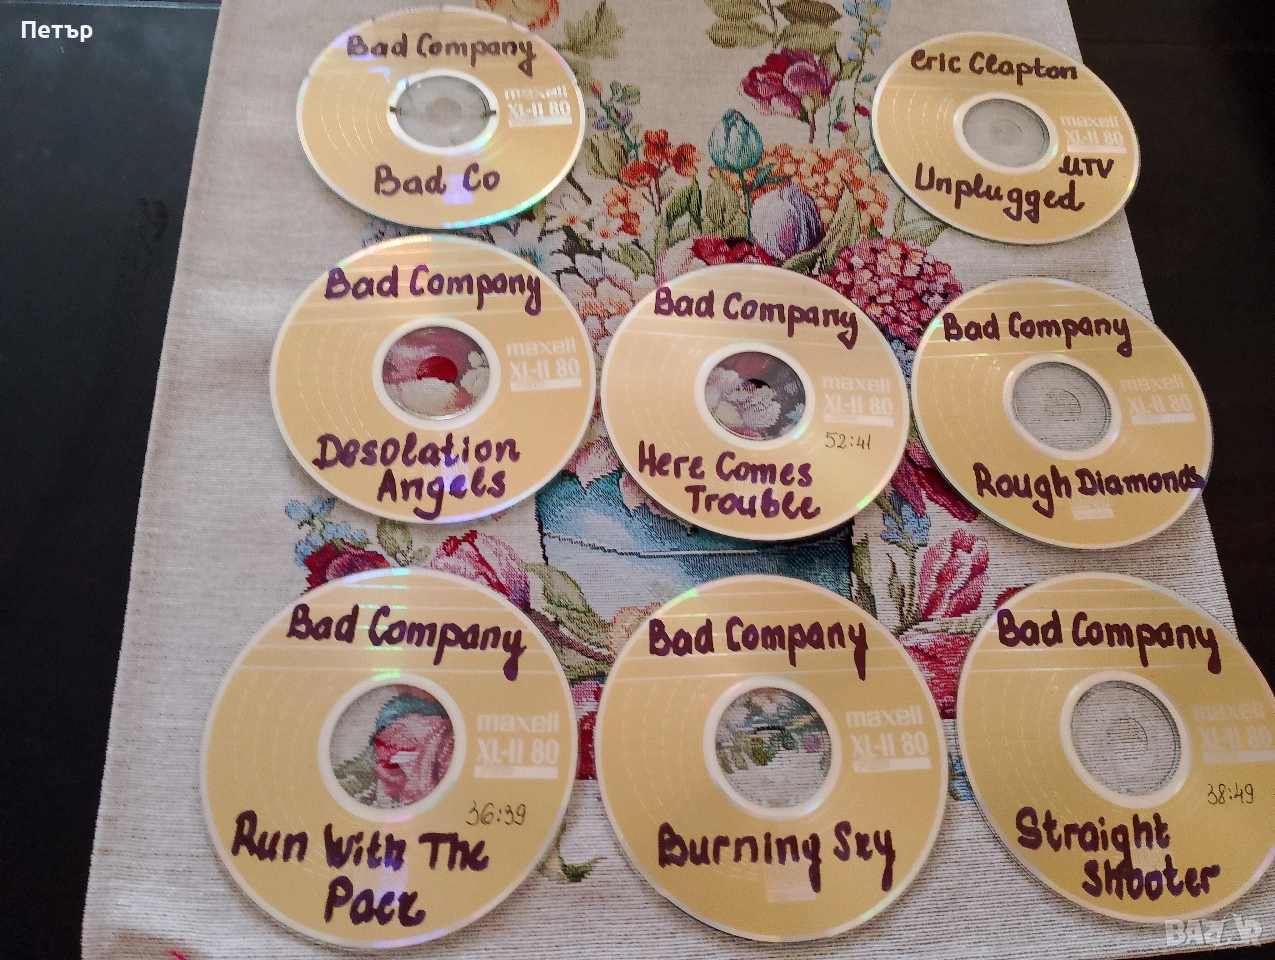 Петър
Bad Company
maxell
XL-II 80
Bad Co
Eric Clapton
maxell
XL-II 80
MTV
Unplugged
Bad Company
maxell
XL-II 80
Desolation
Angels
Bad Company
maxell
XL-II 80
52:41
Here Comes
Trouble
Bad Company
maxell
XL-II 80
Rough Diamonds
Bad Company
maxell
XL-II 80
36:39
Run With The
Pack
Bad Company
maxell
XL-II 80
Burning Sky
Bad Company
maxell
XL-II 80
38:49
Straight
Shooter
BAZAR